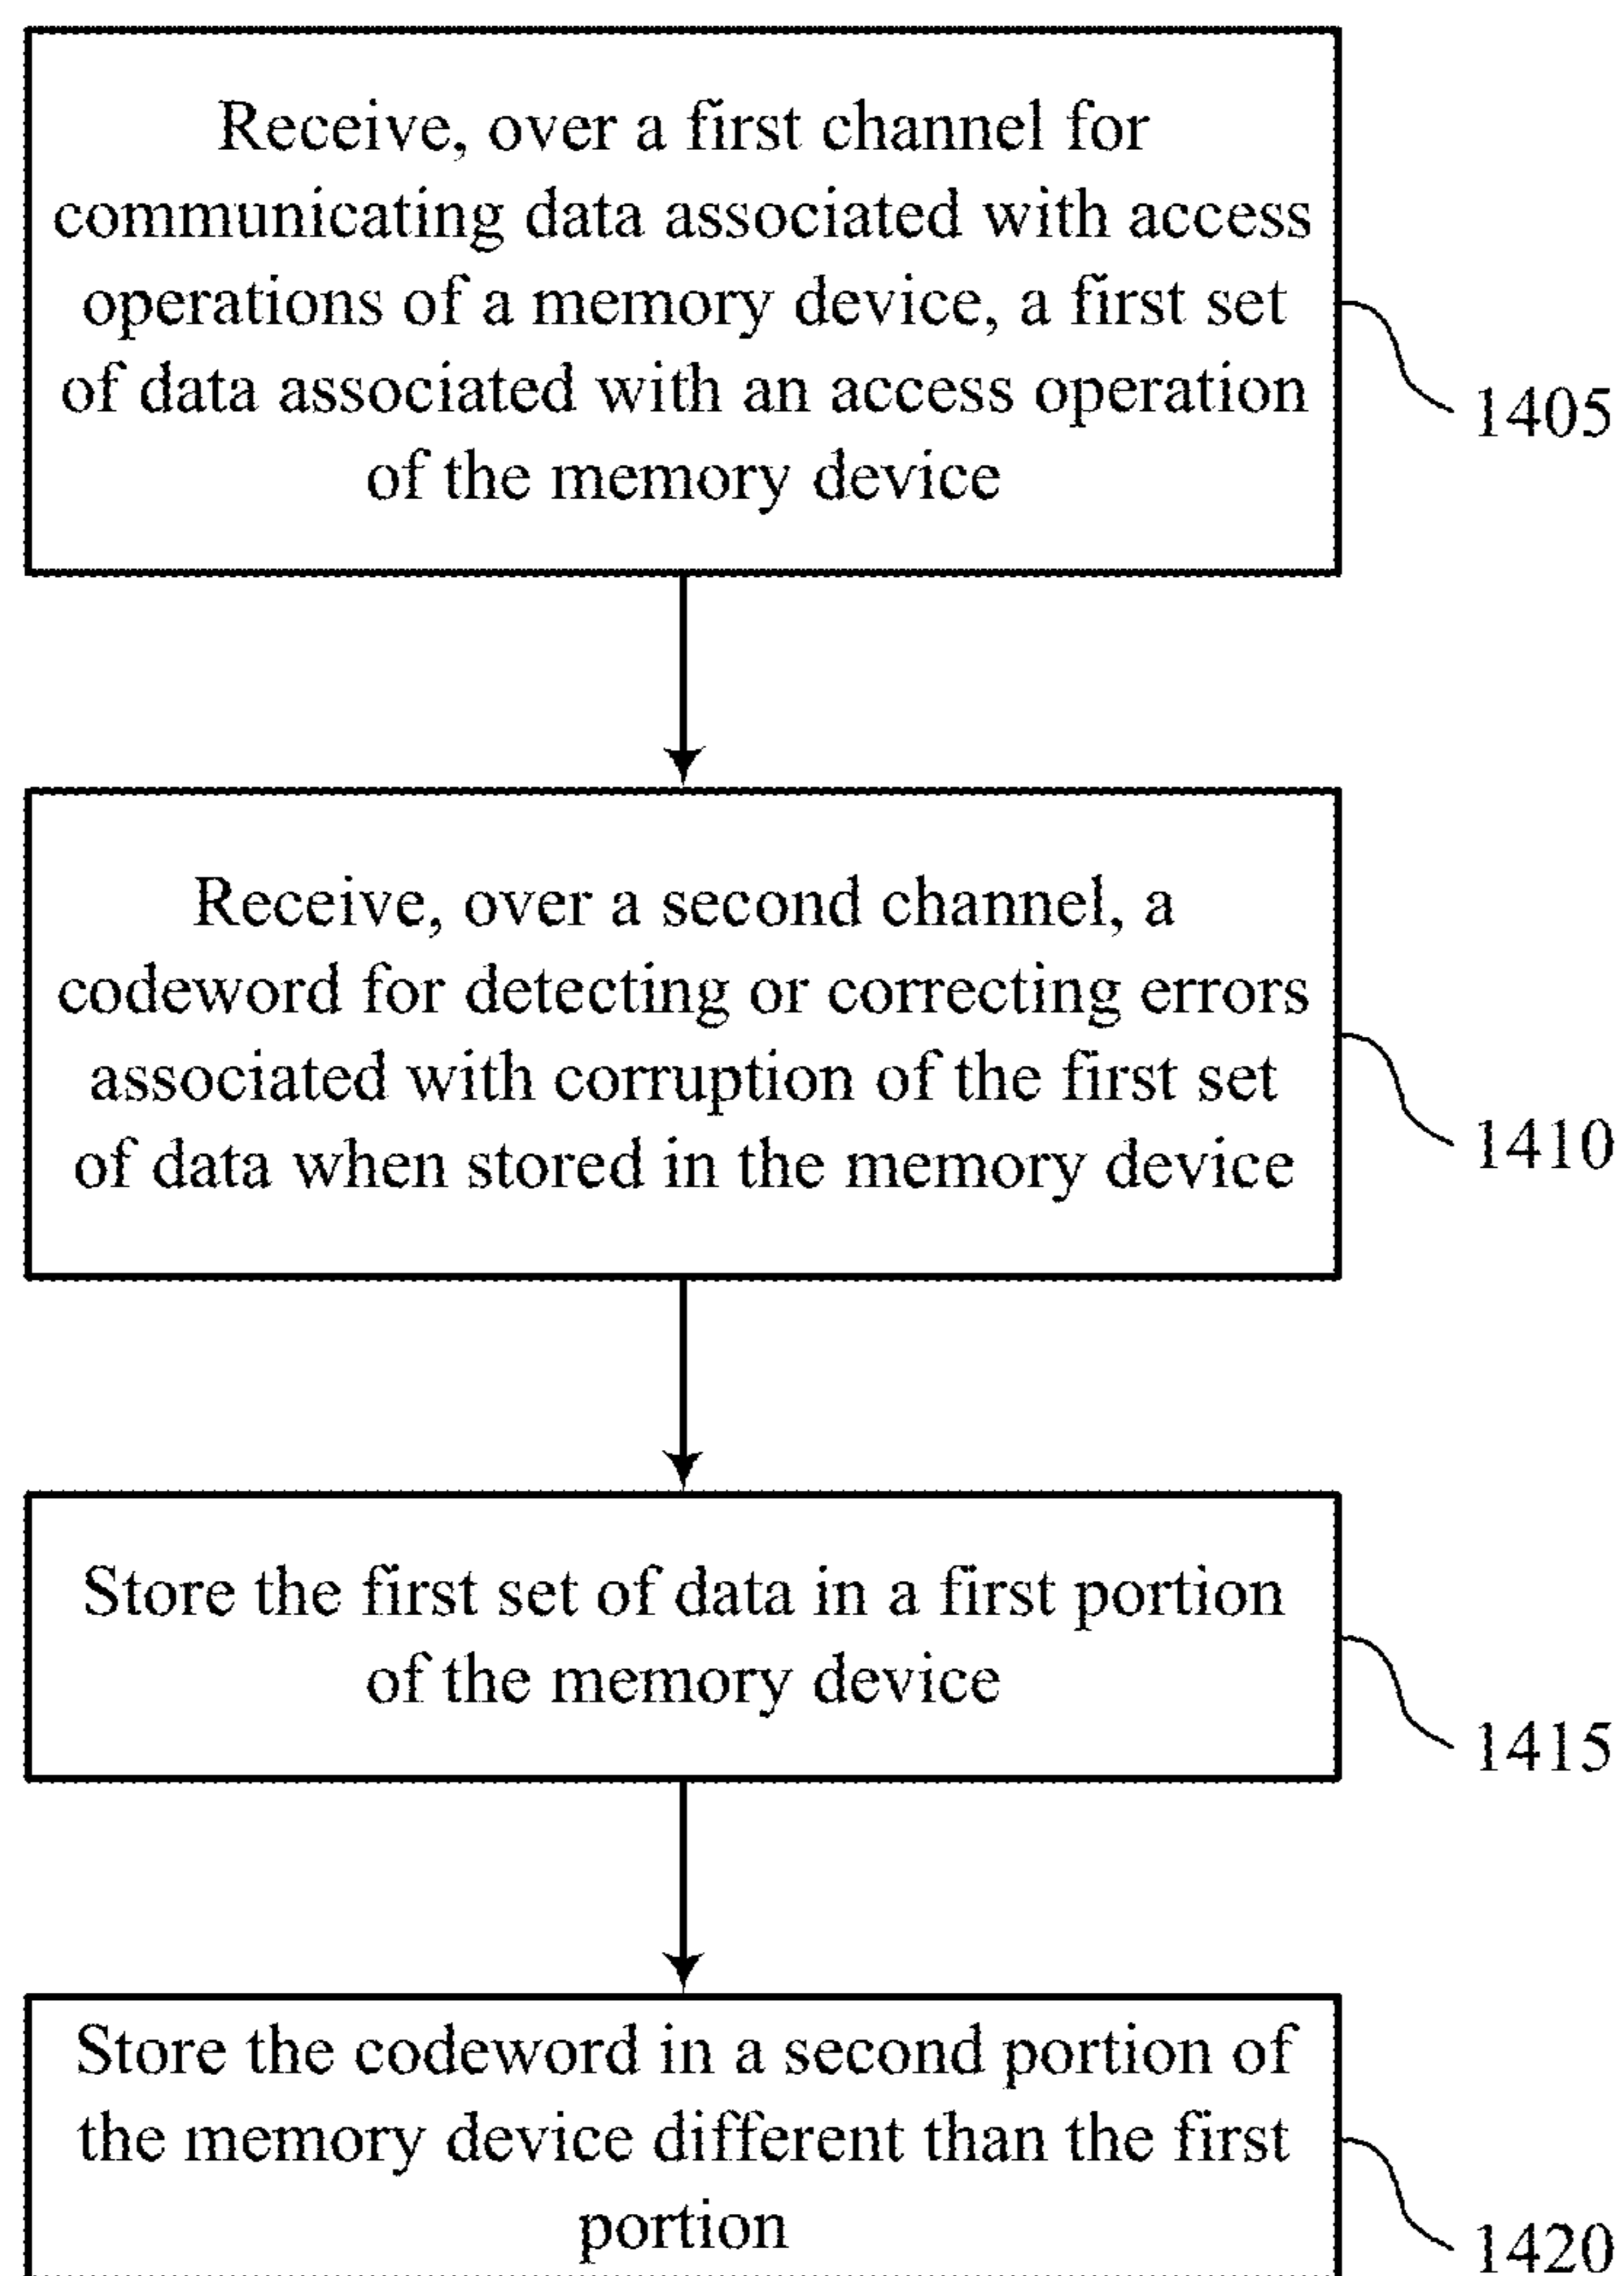 Receive, over a first channel for
communicating data associated with access
operations of a memory device, a first set
of data associated with an access operation
of the memory device
1405
Receive, over a second channel, a
codeword for detecting or correcting errors
associated with corruption of the first set
of data when stored in the memory device
1410
Store the first set of data in a first portion
of the memory device
1415
Store the codeword in a second portion of
the memory device different than the first
portion
1420